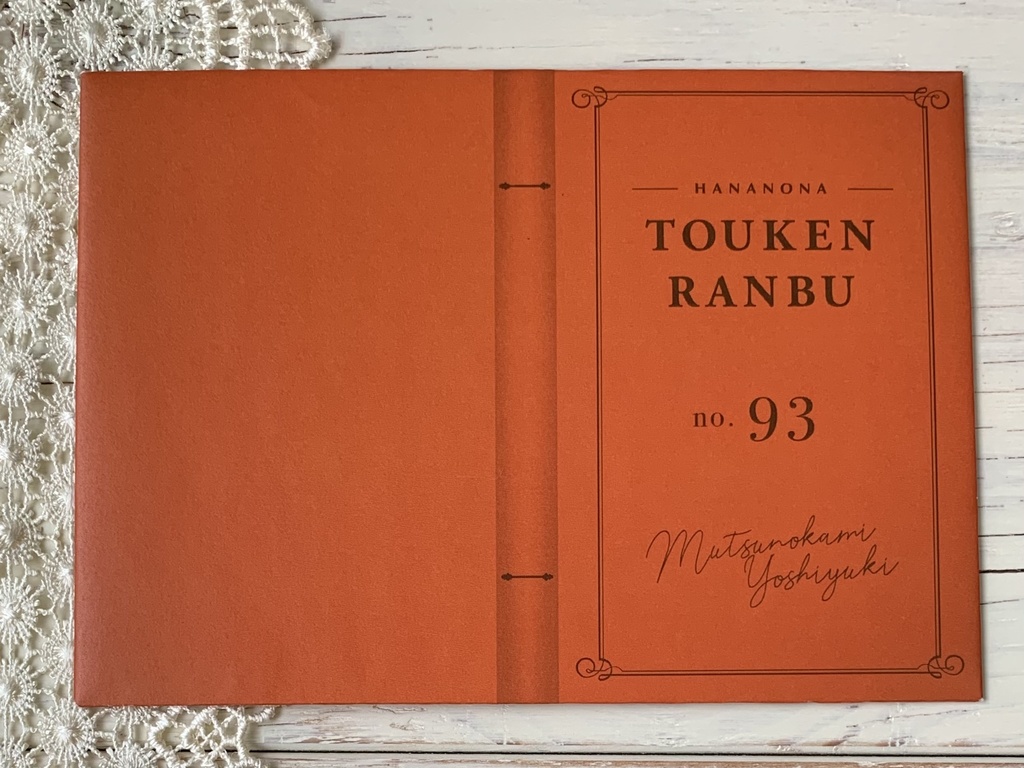 HANANONA
TOUKEN
RANBU
no. 93
Mutsunokami
Yoshiyuki